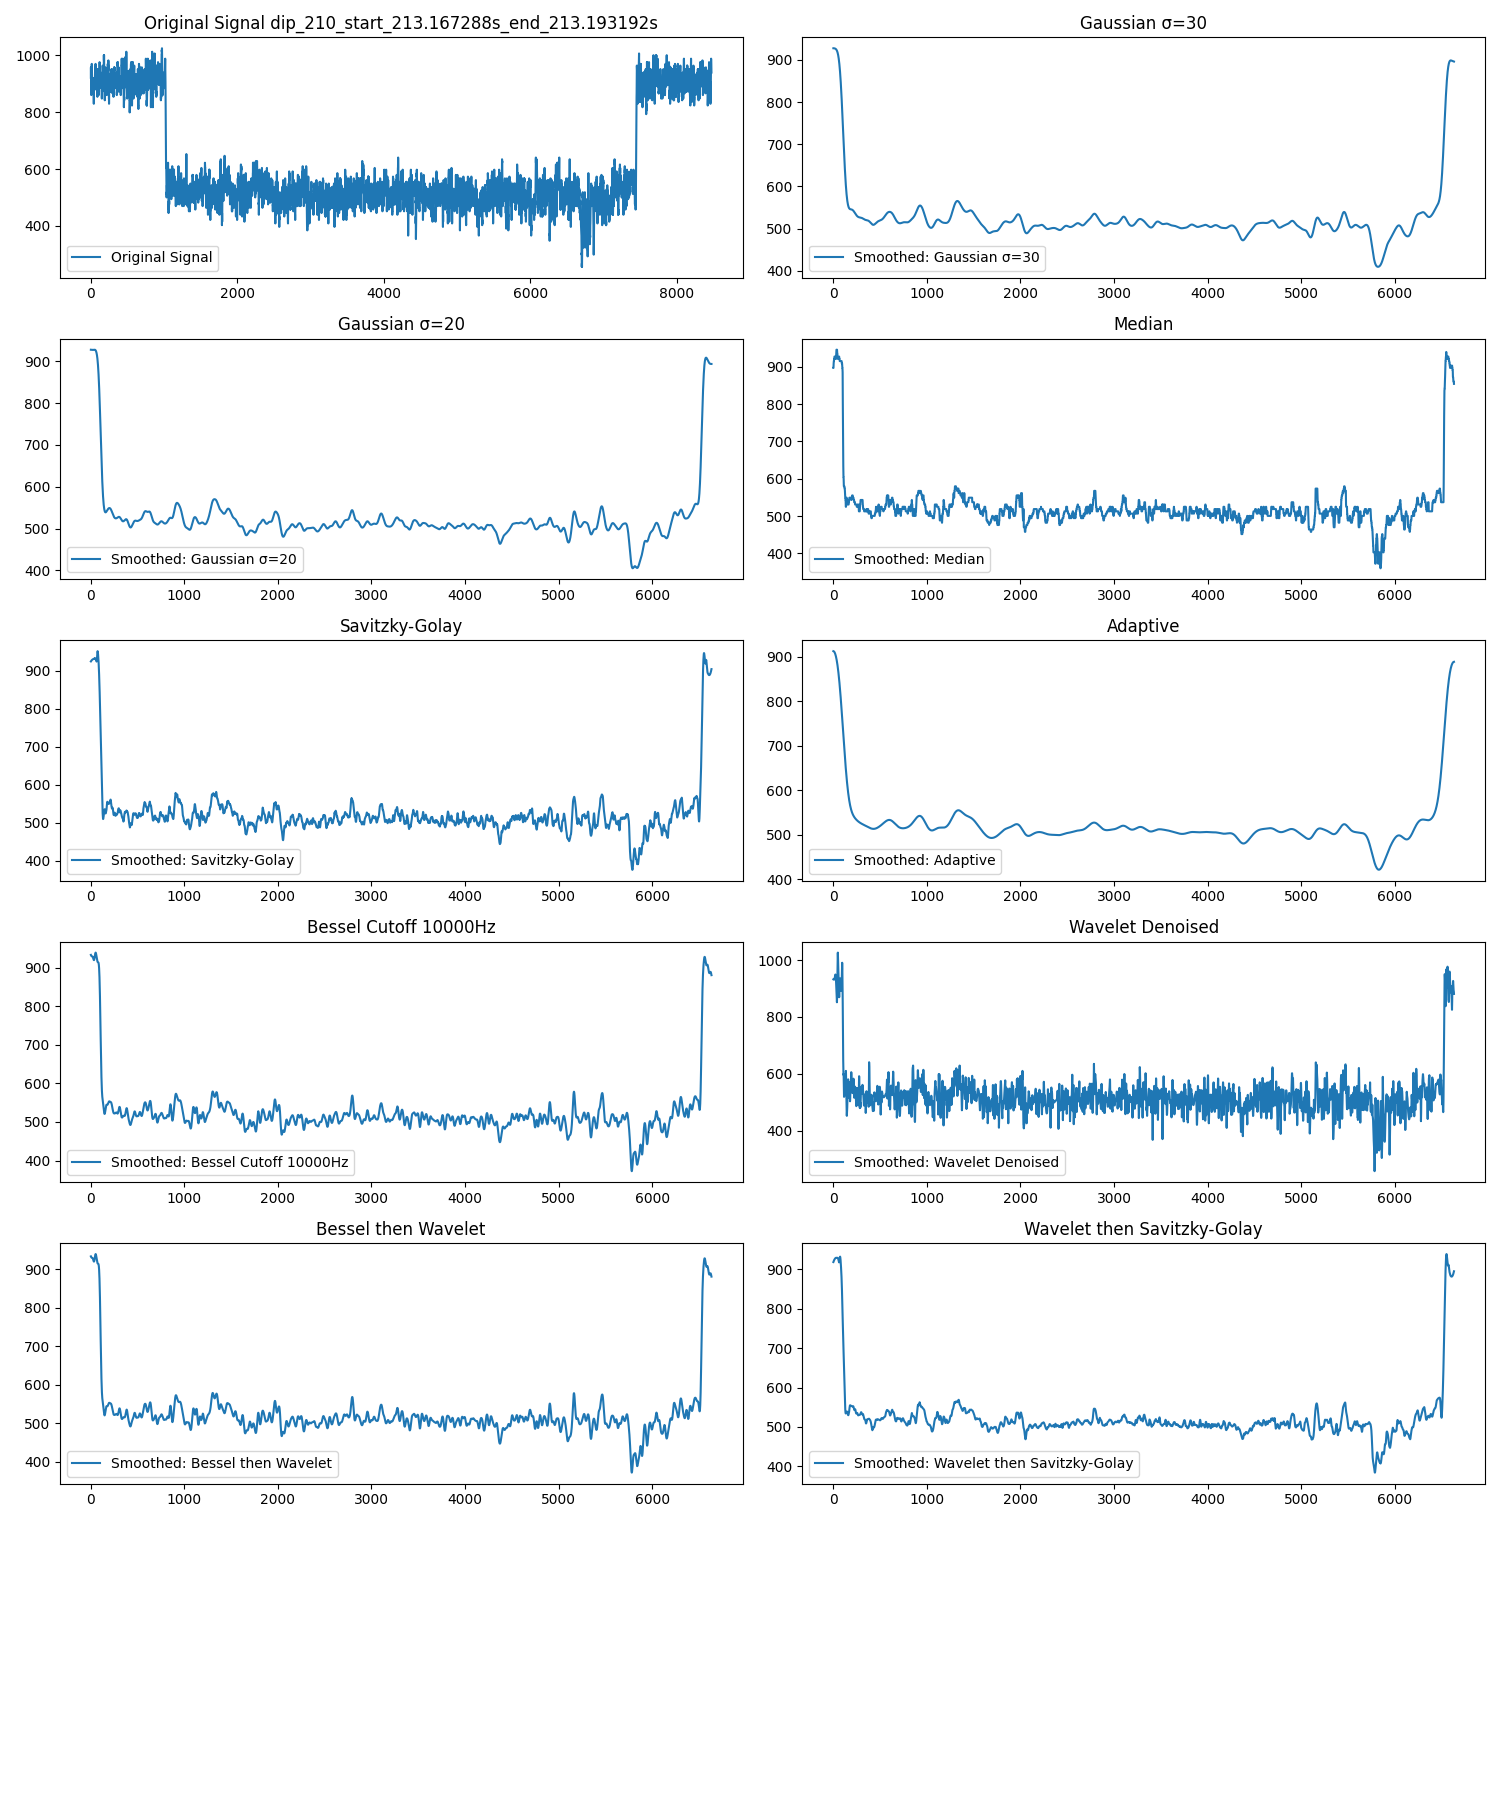 Original Signal dip_210_start_213.167288s_end_213.193192s
1000
800
600
400
Original Signal
0 2000 4000 6000 8000
Gaussian σ=30
900
800
700
600
500
400
Smoothed: Gaussian σ=30
0 1000 2000 3000 4000 5000 6000
Gaussian σ=20
900
800
700
600
500
400
Smoothed: Gaussian σ=20
0 1000 2000 3000 4000 5000 6000
Median
900
800
700
600
500
400
Smoothed: Median
0 1000 2000 3000 4000 5000 6000
Savitzky-Golay
900
800
700
600
500
400
Smoothed: Savitzky-Golay
0 1000 2000 3000 4000 5000 6000
Adaptive
900
800
700
600
500
400
Smoothed: Adaptive
0 1000 2000 3000 4000 5000 6000
Bessel Cutoff 10000Hz
900
800
700
600
500
400
Smoothed: Bessel Cutoff 10000Hz
0 1000 2000 3000 4000 5000 6000
Wavelet Denoised
1000
800
600
400
Smoothed: Wavelet Denoised
0 1000 2000 3000 4000 5000 6000
Bessel then Wavelet
900
800
700
600
500
400
Smoothed: Bessel then Wavelet
0 1000 2000 3000 4000 5000 6000
Wavelet then Savitzky-Golay
900
800
700
600
500
400
Smoothed: Wavelet then Savitzky-Golay
0 1000 2000 3000 4000 5000 6000